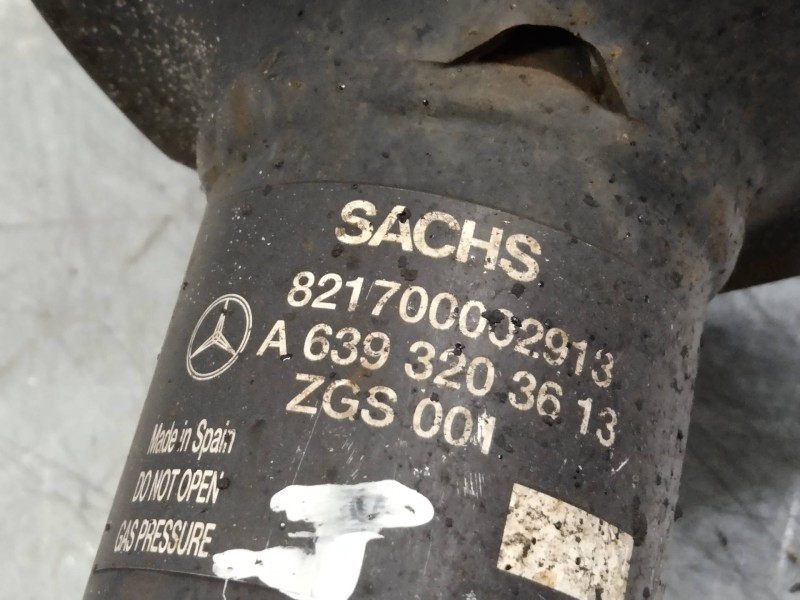 SACHS
821700002913
A 639 320 36 13
ZGS 001
Made in Spain
DO NOT OPEN
GAS PRESSURE